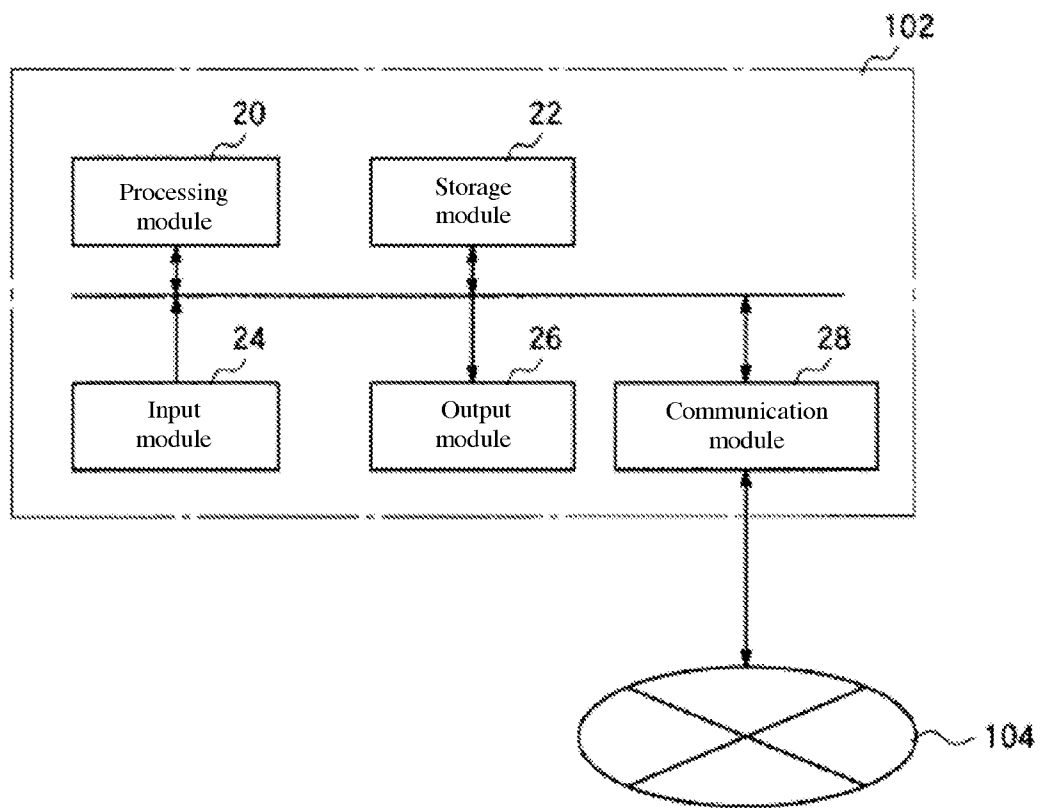 102
20
22
Processing
module
Storage
module
24
26
28
Input
module
Output
module
Communication
module
104